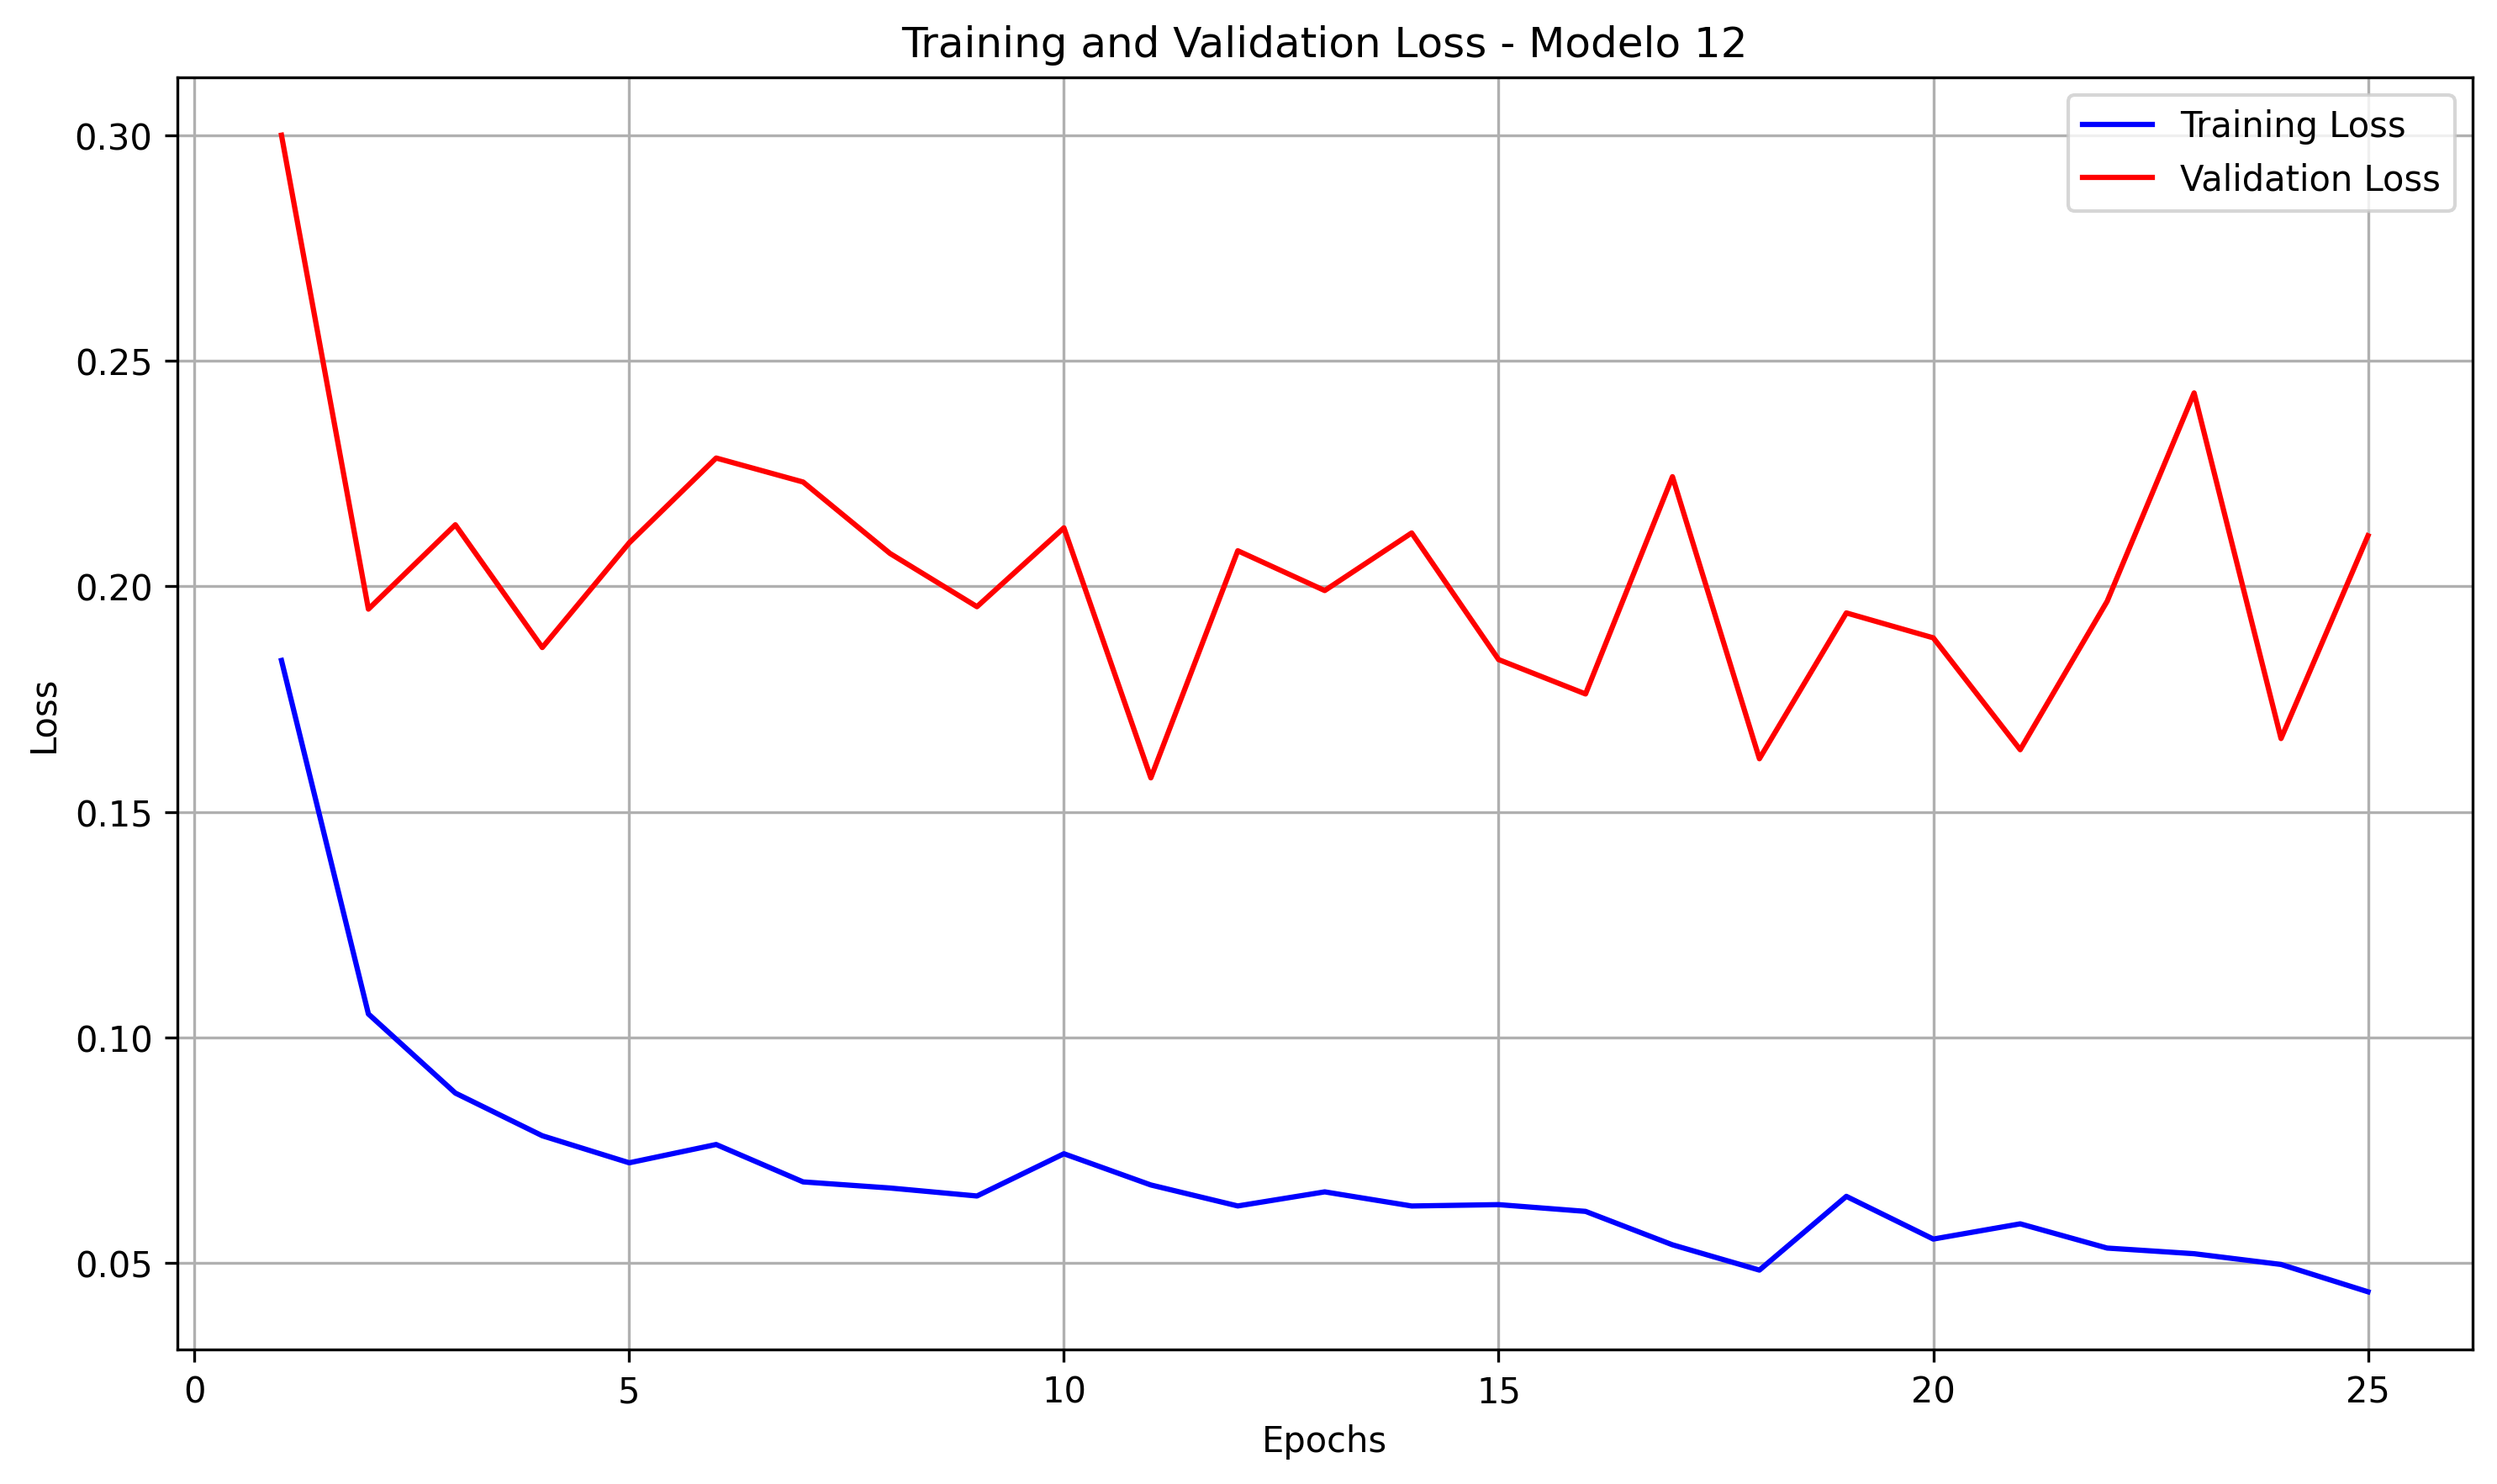 Training and Validation Loss - Modelo 12
Training Loss
Validation Loss
0.30
0.25
0.20
0.15
0.10
0.05
Loss
0 5 10 15 20 25
Epochs